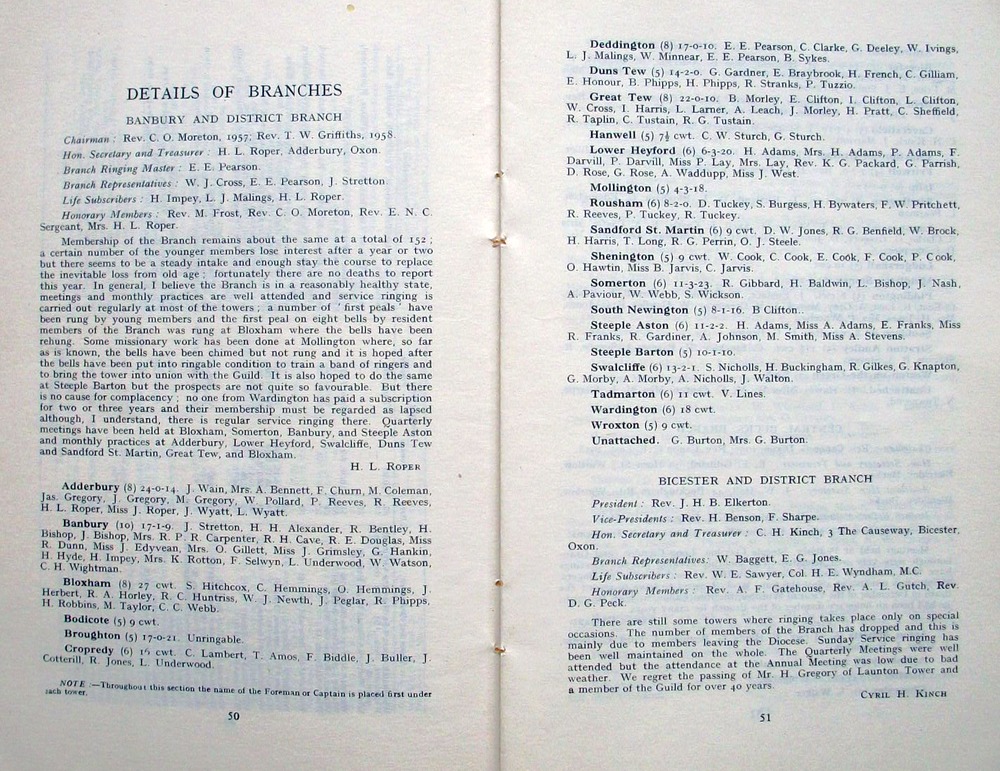 DETAILS OF BRANCHES
BANBURY AND DISTRICT BRANCH
Chairman : Rev. C. O. Moreton, 1957; Rev. T. W. Griffiths, 1958.
Hon. Secretary and Treasurer : H. L. Roper, Adderbury, Oxon.
Branch Ringing Master : E. E. Pearson.
Branch Representatives : W. J. Cross, E. E. Pearson, J. Stretton
Life Subscribers : H. Impey, L. J. Malings, H. L. Roper.
Honorary Members : Rev. M. Frost, Rev. C. O. Moreton, Rev. E. N. C.
Sergeant, Mrs. H. L. Roper.
Membership of the Branch remains about the same at a total of 152 ;
a certain number of the younger members lose interest after a year or two
but there seems to be a steady intake and enough stay the course to replace
the inevitable loss from old age ; fortunately there are no deaths to report
this year. In general, I believe the Branch is in a reasonably healthy state,
meetings and monthly practices are well attended and service ringing is
carried out regularly at most of the towers ; a number of ' first peals ' have
been rung by young members and the first peal on eight bells by resident
members of the Branch was rung at Bloxham where the bells have been
rehung. Some missionary work has been done at Mollington where, so far
as is known, the bells have been chimed but not rung and it is hoped after
the bells have been put into ringable condition to train a band of ringers and
to bring the tower into union with the Guild. It is also hoped to do the same
at Steeple Barton but the prospects are not quite so favourable. But there
is no cause for complacency ; no one from Wardington has paid a subscription
for two or three years and their membership must be regarded as lapsed
although, I understand, there is regular service ringing there. Quarterly
meetings have been held at Bloxham, Somerton, Banbury, and Steeple Aston
and monthly practices at Adderbury, Lower Heyford, Swalcliffe, Duns Tew
and Sandford St. Martin, Great Tew, and Bloxham.
H. L. ROPER
Adderbury (8) 24-0-14. J. Wain, Mrs. A. Bennett, F. Churn, M. Coleman,
Jas. Gregory, J. Gregory, M. Gregory, W. Pollard, P. Reeves, R. Reeves,
H. L. Roper, Miss J. Roper, J. Wyatt, L. Wyatt.
Banbury (10) 17-1-9. J. Stretton, H. H. Alexander, R. Bentley, H.
Bishop, J. Bishop, Mrs. R. P. R. Carpenter, R. H. Cave, R. E. Douglas, Miss
R. Dunn, Miss J. Edyvean, Mrs. O. Gillett, Miss J. Grimsley, G. Hankin,
H. Hyde, H. Impey, Mrs. K. Rotton, F. Selwyn, L. Underwood, W. Watson,
C. H. Wightman.
Bloxham (8) 27 cwt. S. Hitchcox, C. Hemmings, O. Hemmings, J.
Herbert, R. A. Horley, R. C. Huntriss, W. J. Newth, J. Peglar, R. Phipps,
H. Robbins, M. Taylor, C. C. Webb.
Bodicote (5) 9 cwt.
Broughton (5) 17-0-21. Unringable.
Cropredy (6) 16 cwt. C. Lambert, T. Amos, F. Biddle, J. Buller, J.
Cotterill, R. Jones, L. Underwood.
NOTE.—Throughout this section the name of the Foreman or Captain is placed first under
each tower.
50
Deddington (8) 17-0-10. E. E. Pearson, C. Clarke, G. Deeley, W. Ivings,
L. J. Malings, W. Minnear, E. E. Pearson, B. Sykes.
Duns Tew (5) 14-2-0. G. Gardner, E. Braybrook, H. French, C. Gilliam,
E. Honour, B. Phipps, H. Phipps, R. Stranks, P. Tuzzio.
Great Tew (8) 22-0-10. B. Morley, E. Clifton, I. Clifton, L. Clifton,
W. Cross, I. Harris, L. Larner, A. Leach, J. Morley, H. Pratt, C. Sheffield,
R. Taplin, C. Tustain, R. G. Tustain.
Hanwell (5) 7½ cwt. C. W. Sturch, G. Sturch.
Lower Heyford (6) 6-3-20. H. Adams, Mrs. H. Adams, P. Adams, F.
Darvill, P. Darvill, Miss P. Lay, Mrs. Lay, Rev. K. G. Packard, G. Parrish,
D. Rose, G. Rose, A. Waddupp, Miss J. West.
Mollington (5) 4-3-18.
Rousham (6) 8-2-0. D. Tuckey, S. Burgess, H. Bywaters, F. W. Pritchett,
R. Reeves, P. Tuckey, R. Tuckey.
Sandford St. Martin (6) 9 cwt. D. W. Jones, R. G. Benfield, W. Brock,
H. Harris, T. Long, R. G. Perrin, O. J. Steele.
Shenington (5) 9 cwt. W. Cook, C. Cook, E. Cook, F. Cook, P. Cook,
O. Hawtin, Miss B. Jarvis, C. Jarvis.
Somerton (6) 11-3-23. R. Gibbard, H. Baldwin, L. Bishop, J. Nash,
A. Paviour, W. Webb, S. Wickson.
South Newington (5) 8-1-16. B Clifton..
Steeple Aston (6) 11-2-2. H. Adams, Miss A. Adams, E. Franks, Miss
R. Franks, R. Gardiner, A. Johnson, M. Smith, Miss A. Stevens.
Steeple Barton (5) 10-1-10.
Swalcliffe (6) 13-2-1. S. Nicholls, H. Buckingham, R. Gilkes, G. Knapton,
G. Morby, A. Morby, A. Nicholls, J. Walton.
Tadmarton (6) 11 cwt. V. Lines.
Wardington (6) 18 cwt.
Wroxton (5) 9 cwt.
Unattached. G. Burton, Mrs. G. Burton.
BICESTER AND DISTRICT BRANCH
President : Rev. J. H. B. Elkerton.
Vice-Presidents : Rev. H. Benson, F. Sharpe.
Hon. Secretary and Treasurer : C. H. Kinch, 3 The Causeway, Bicester,
Oxon.
Branch Representatives: W. Baggett, E. G. Jones.
Life Subscribers : Rev. W. E. Sawyer, Col. H. E. Wyndham, M.C.
Honorary Members : Rev. A. F. Gatehouse, Rev. A. L. Gutch, Rev.
D. G. Peck.
There are still some towers where ringing takes place only on special
occasions. The number of members of the Branch has dropped and this is
mainly due to members leaving the Diocese. Sunday Service ringing has
been well maintained on the whole. The Quarterly Meetings were well
attended but the attendance at the Annual Meeting was low due to bad
weather. We regret the passing of Mr. H. Gregory of Launton Tower and
a member of the Guild for over 40 years.
CYRIL H. KINCH
51